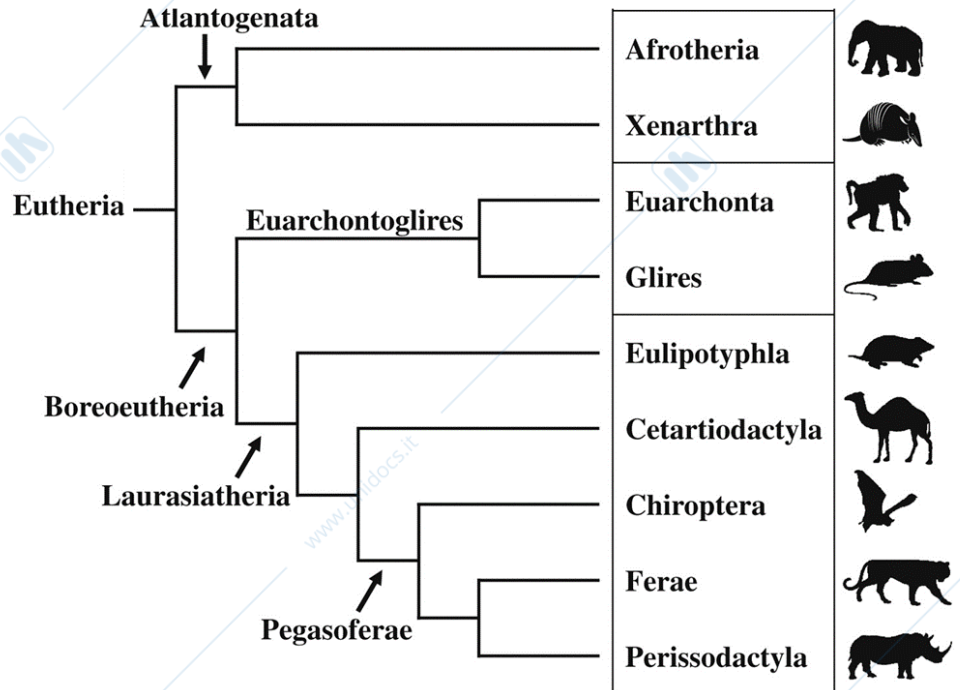 Atlantogenata
Afrotheria
Xenarthra
Eutheria
Euarchontoglires
Euarchonta
Glires
Eulipotyphla
Boreoeutheria
Cetartiodactyla
Laurasiatheria
Chiroptera
Ferae
Pegasoferae
Perissodactyla